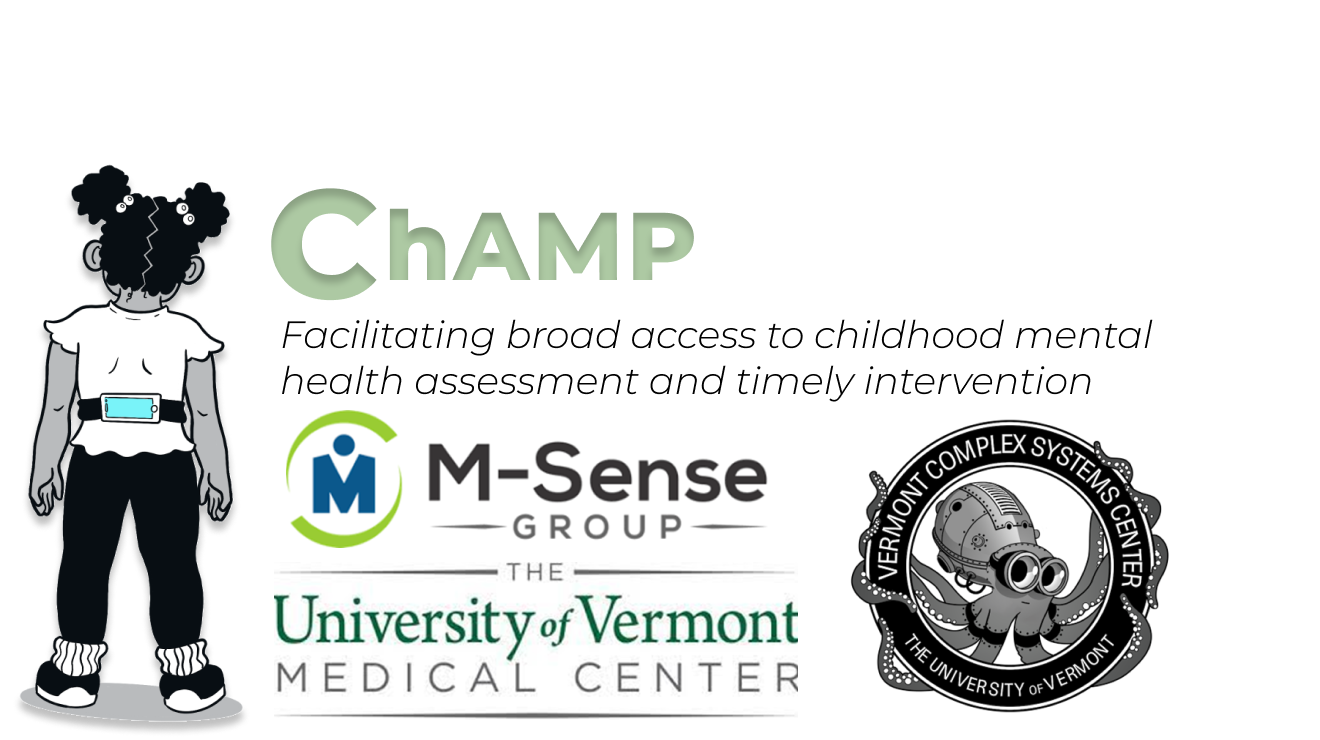 ChAMP
Facilitating broad access to childhood mental
health assessment and timely intervention
M
M-Sense
GROUP
THE
University of Vermont
MEDICAL CENTER
VERMONT COMPLEX SYSTEMS CENTER
THE UNIVERSITY OF VERMONT